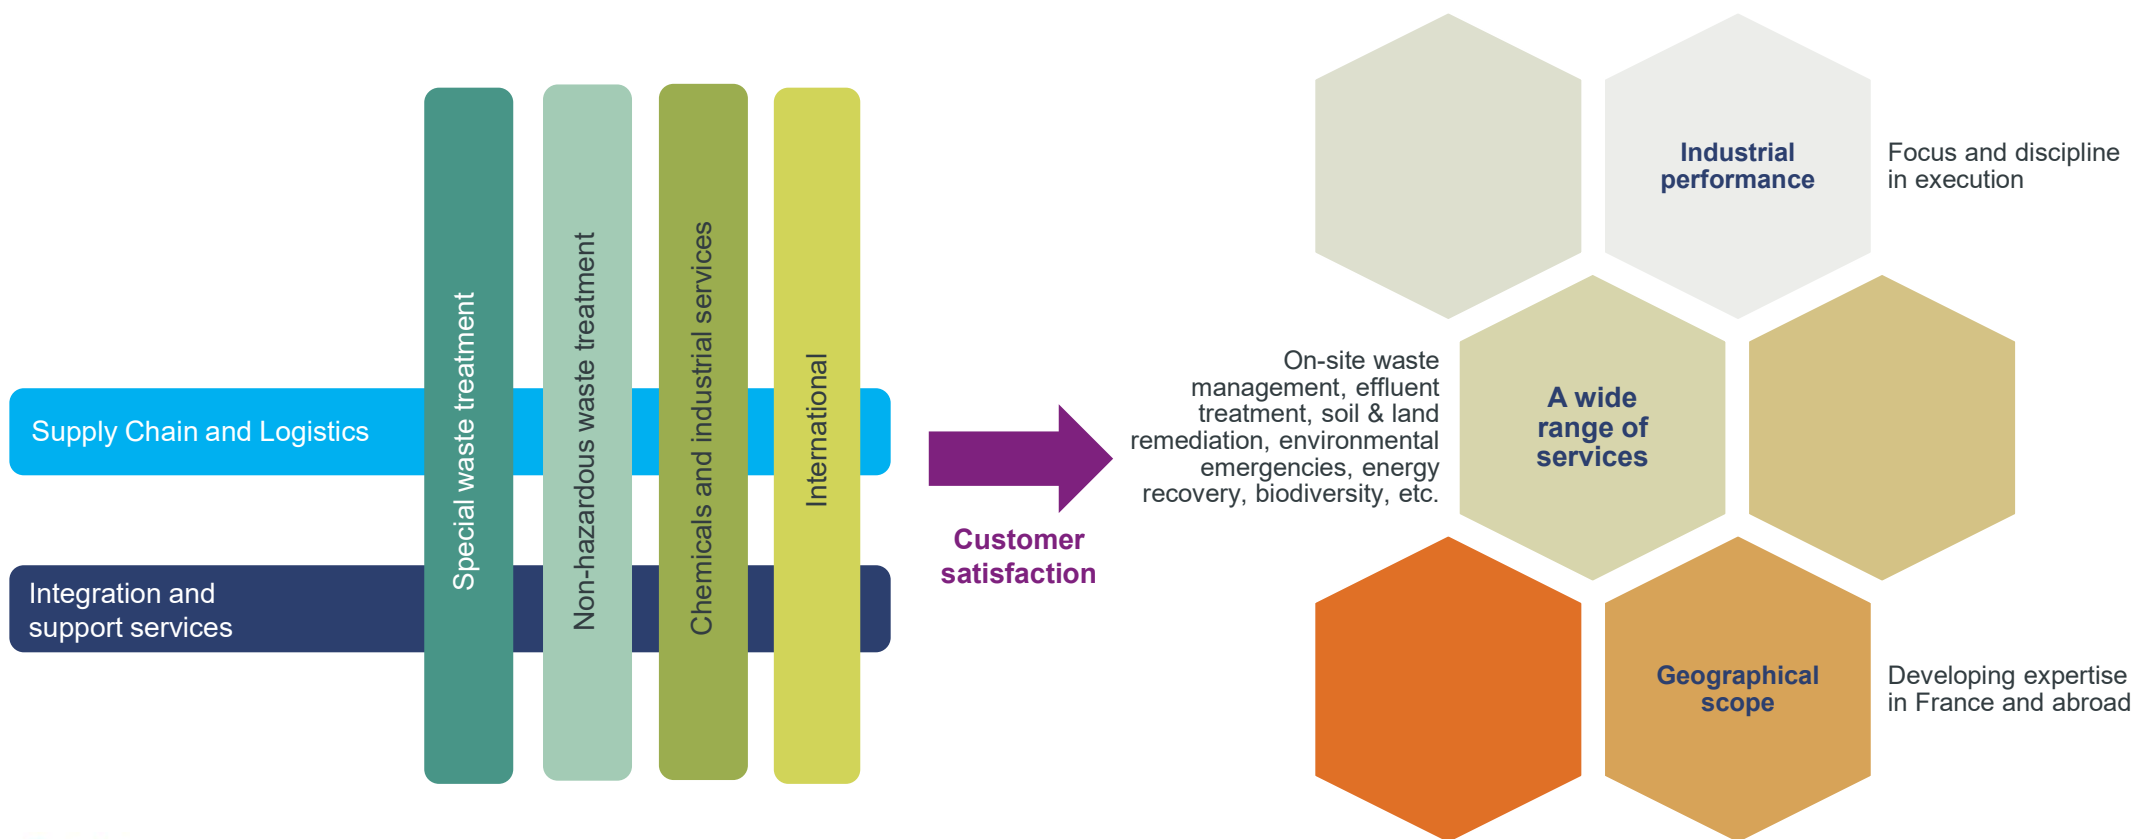 Supply Chain and Logistics
Integration and
support services
Special waste treatment
Non-hazardous waste treatment
Chemicals and industrial services
International
Customer
satisfaction
Industrial
performance
Focus and discipline
in execution
On-site waste
management, effluent
treatment, soil & land
remediation, environmental
emergencies, energy
recovery, biodiversity, etc.
A wide
range of
services
Geographical
scope
Developing expertise
in France and abroad